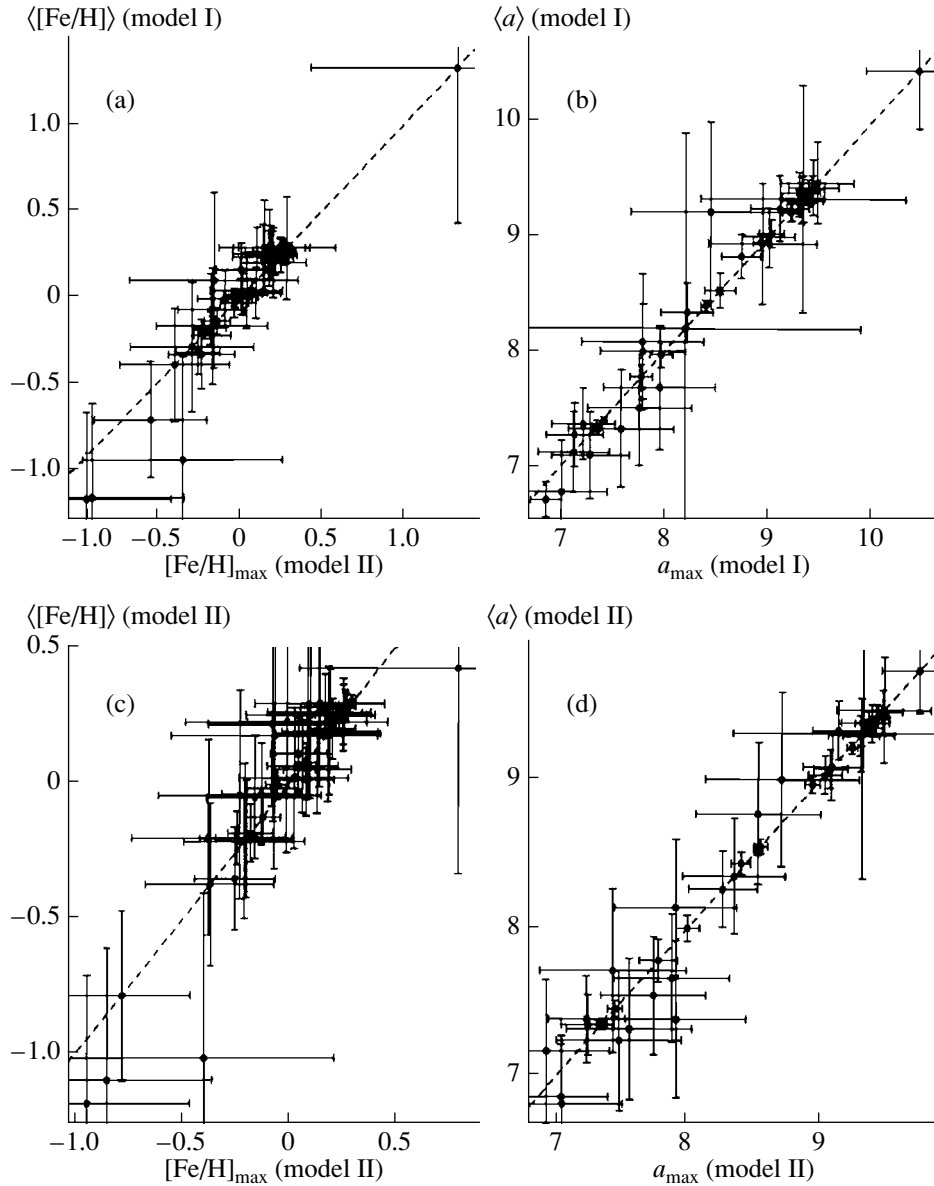 ⟨[Fe/H]⟩ (model I)
(a)
1.0
0.5
0
−0.5
−1.0
−1.0 −0.5 0 0.5 1.0
[Fe/H]max (model II)
⟨a⟩ (model I)
(b)
10
9
8
7
7 8 9 10
amax (model I)
⟨[Fe/H]⟩ (model II)
0.5
(c)
0
−0.5
−1.0
−1.0 −0.5 0 0.5
[Fe/H]max (model II)
⟨a⟩ (model II)
(d)
9
8
7
7 8 9
amax (model II)